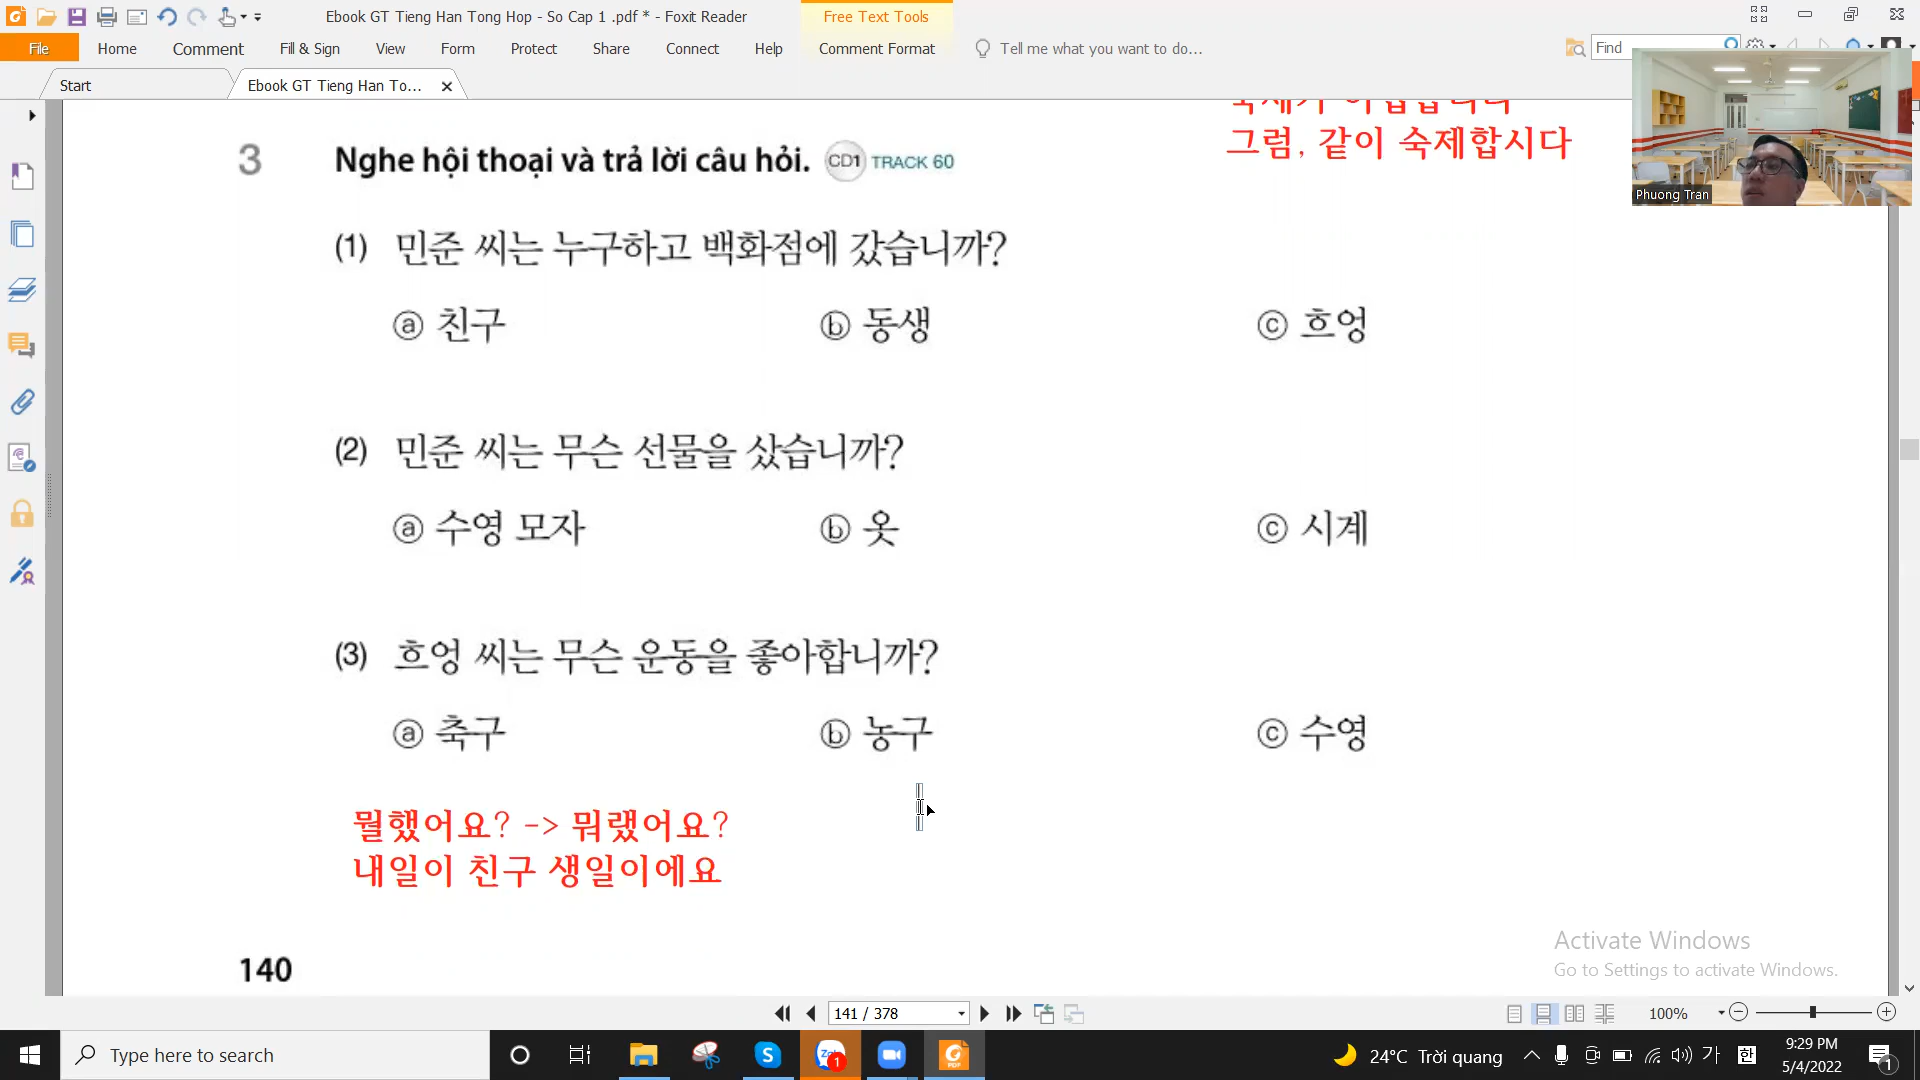 Ebook GT Tieng Han Tong Hop - So Cap 1 .pdf * - Foxit Reader
Free Text Tools
File
Home
Comment
Fill & Sign
View
Form
Protect
Share
Connect
Help
Comment Format
Tell me what you want to do...
Find
Start
Ebook GT Tieng Han To...
그럼, 같이 숙제합시다
Phuong Tran
3 Nghe hội thoại và trả lời câu hỏi. CD1 TRACK 60
(1) 민준 씨는 누구하고 백화점에 갔습니까?
ⓐ 친구 ⓑ 동생 ⓒ 흐엉
(2) 민준 씨는 무슨 선물을 샀습니까?
ⓐ 수영 모자 ⓑ 옷 ⓒ 시계
(3) 흐엉 씨는 무슨 운동을 좋아합니까?
ⓐ 축구 ⓑ 농구 ⓒ 수영
뭘했어요? -> 뭐랬어요?
내일이 친구 생일이에요
140
Activate Windows
Go to Settings to activate Windows.
141 / 378
100%
Type here to search
24°C Trời quang
가
한
9:29 PM
5/4/2022
1
1